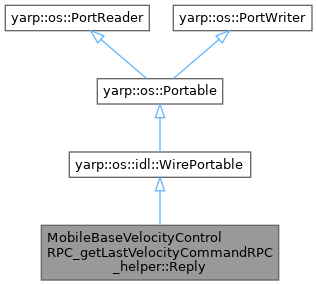 yarp::os::PortReader
yarp::os::PortWriter
yarp::os::Portable
yarp::os::idl::WirePortable
MobileBaseVelocityControl
RPC_getLastVelocityCommandRPC
_helper::Reply